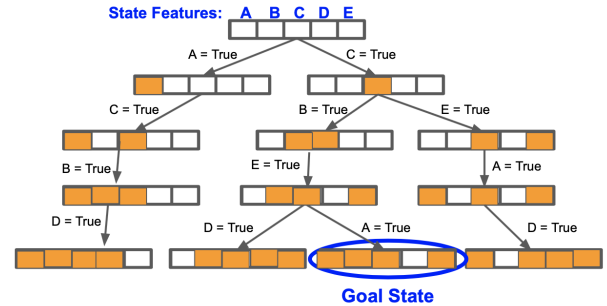 State Features: A B C D E
A = True C = True
C = True B = True E = True
B = True E = True A = True
D = True D = True A = True D = True
Goal State